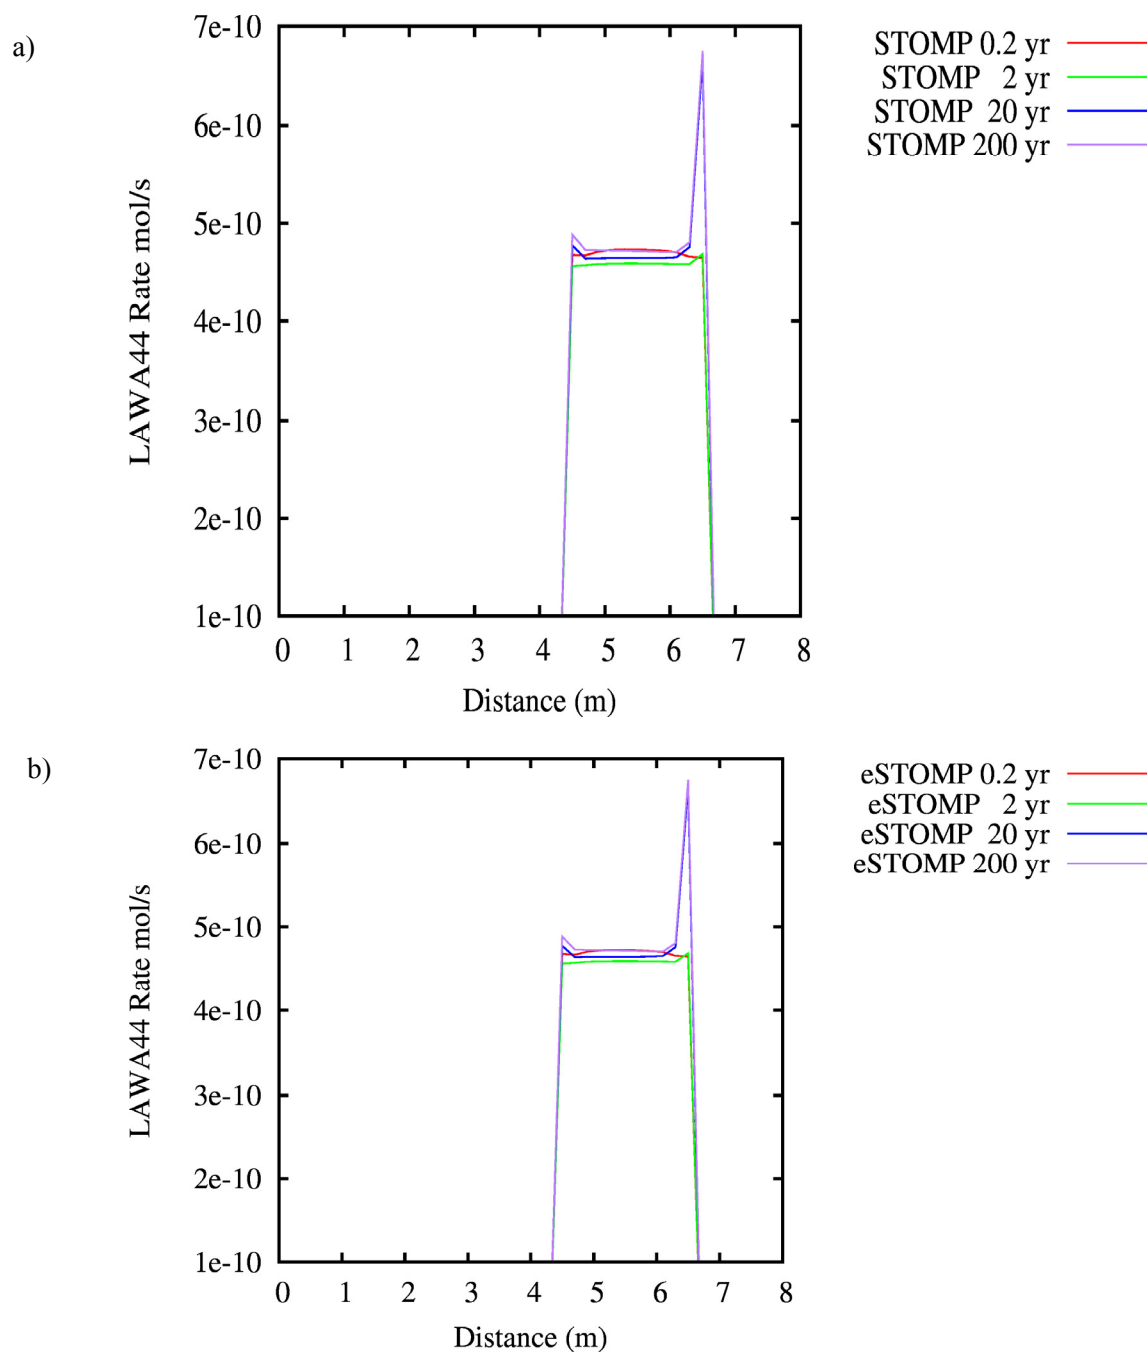 a)
7e-10
6e-10
5e-10
4e-10
3e-10
2e-10
1e-10
LAWA44 Rate mol/s
0 1 2 3 4 5 6 7 8
Distance (m)
STOMP 0.2 yr
STOMP 2 yr
STOMP 20 yr
STOMP 200 yr
b)
7e-10
6e-10
5e-10
4e-10
3e-10
2e-10
1e-10
LAWA44 Rate mol/s
0 1 2 3 4 5 6 7 8
Distance (m)
eSTOMP 0.2 yr
eSTOMP 2 yr
eSTOMP 20 yr
eSTOMP 200 yr